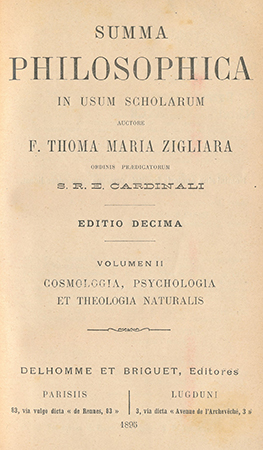 SUMMA
PHILOSOPHICA
IN USUM SCHOLARUM
AUCTORE
F. THOMA MARIA ZIGLIARA
ORDINIS PRÆDICATORUM
S. R. E. CARDINALI
EDITIO DECIMA
VOLUMEN II
COSMOLOGIA, PSYCHOLOGIA
ET THEOLOGIA NATURALIS
DELHOMME ET BRIGUET, Editores
PARISIIS
83, via vulgo dicta « de Rennes, 83 »
LUGDUNI
3, via dicta « Avenue de l'Archevêché, 3 »
1895